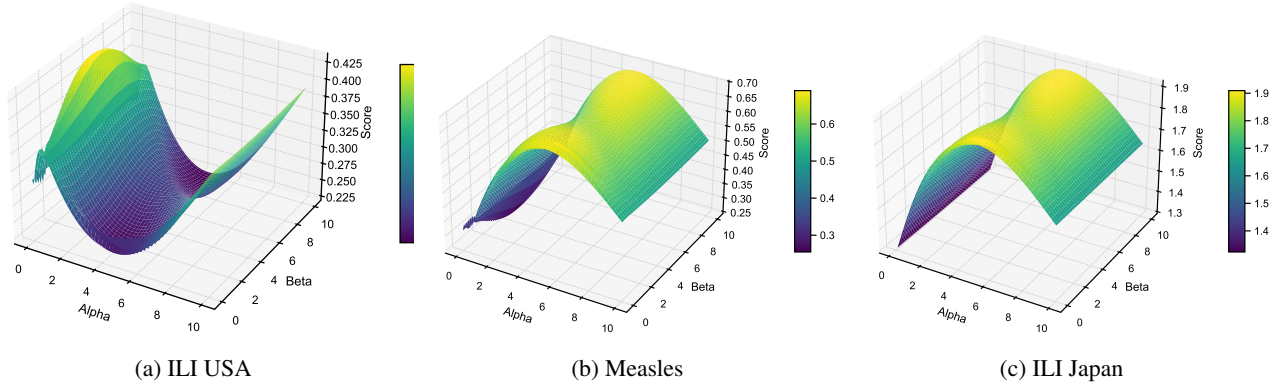 0.425
0.400
0.375
0.350
0.325
0.300
0.275
0.250
0.225
Score
0 2 4 6 8 10
Alpha
0 2 4 6 8 10
Beta
(a) ILI USA
0.70
0.65
0.60
0.55
0.50
0.45
0.40
0.35
0.30
0.25
Score
0 2 4 6 8 10
Alpha
0 2 4 6 8 10
Beta
0.6
0.5
0.4
0.3
(b) Measles
1.9
1.8
1.7
1.6
1.5
1.4
1.3
Score
0 2 4 6 8 10
Alpha
0 2 4 6 8 10
Beta
1.9
1.8
1.7
1.6
1.5
1.4
(c) ILI Japan